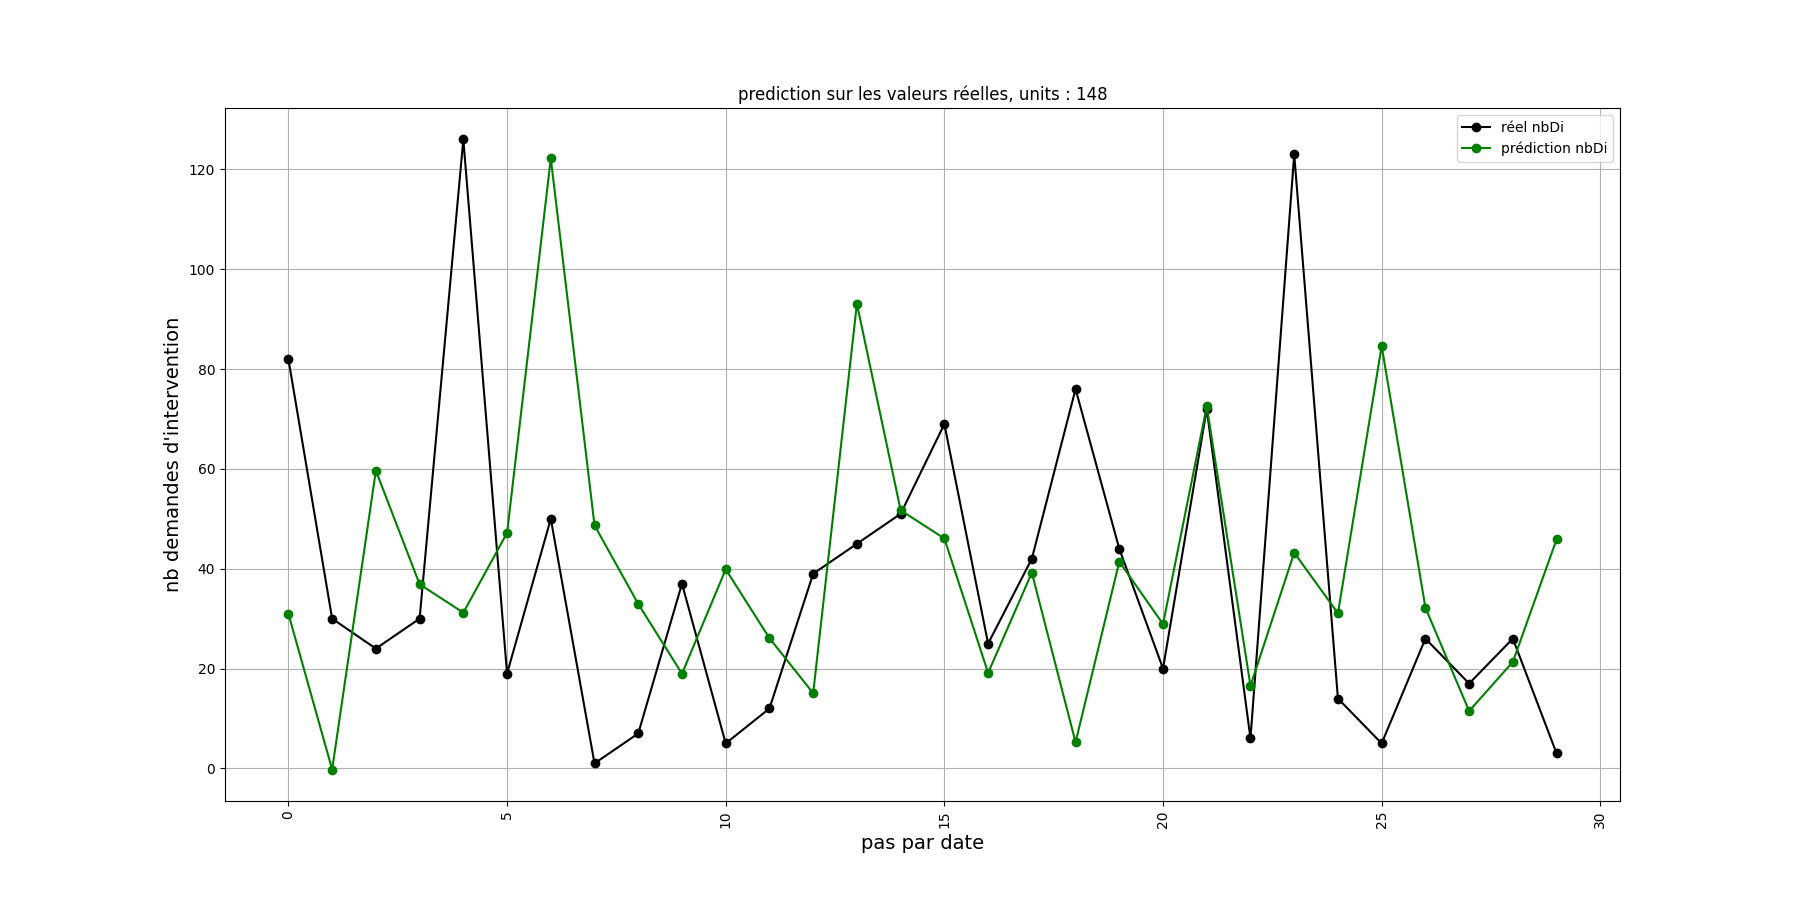 prediction sur les valeurs réelles, units : 148
réel nbDi
prédiction nbDi
nb demandes d'intervention
120
100
80
60
40
20
0
0
5
10
15
20
25
30
pas par date